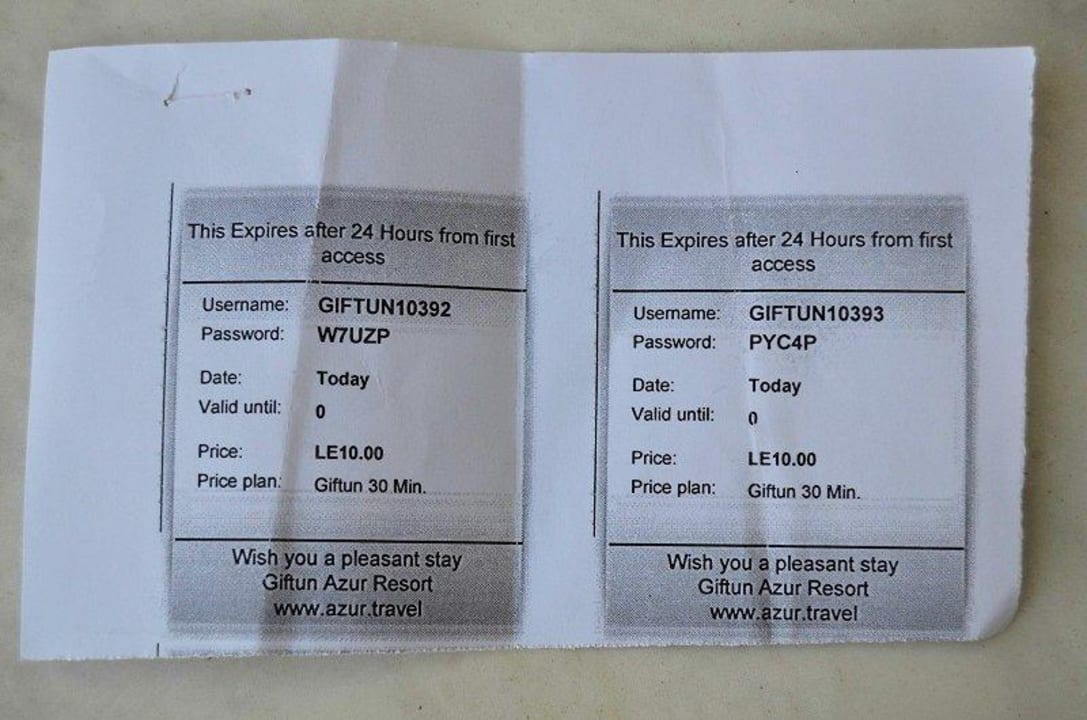 This Expires after 24 Hours from first
access
Username: GIFTUN10392
Password: W7UZP
Date: Today
Valid until: 0
Price: LE10.00
Price plan: Giftun 30 Min.
Wish you a pleasant stay
Giftun Azur Resort
www.azur.travel
This Expires after 24 Hours from first
access
Username: GIFTUN10393
Password: PYC4P
Date: Today
Valid until: 0
Price: LE10.00
Price plan: Giftun 30 Min.
Wish you a pleasant stay
Giftun Azur Resort
www.azur.travel